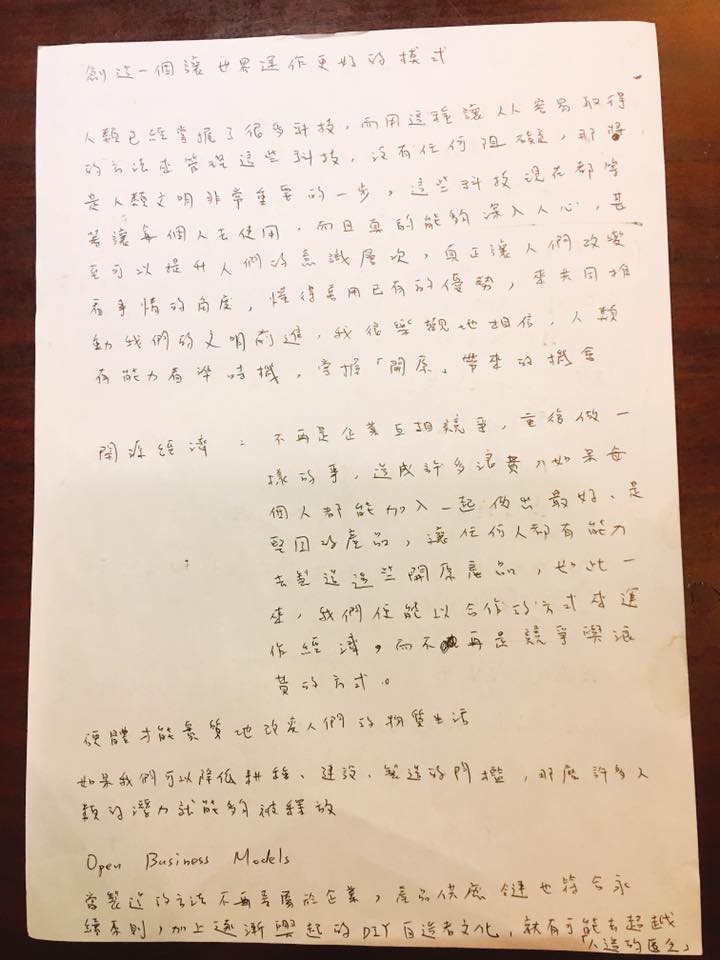 創造一個讓世界運作更好的模式
人類已經掌握了很多科技，而用這種讓人人容易取得
的方法來管理這些科技，沒有任何阻礙，那將
是人類文明非常重要的一步，這些科技現在都等
著讓每個人去使用，而且真的能夠深入人心，甚
至可以提升人們的意識層次，真正讓人們改變
看事情的角度，懂得善用已有的優勢，來共同推
動我們的文明前進，我很樂觀地相信，人類
有能力看準時機，掌握「開源」帶來的機會
開源經濟： 不再是企業互相競爭，重複做一
樣的事，造成許多浪費，如果每
個人都能加入一起做出最好、最
堅固的產品，讓任何人都有能力
去製造這些開源產品，如此一
來，我們便能以合作的方式來運
作經濟，而不再是競爭與浪
費的方式。
硬體才能實質地改變人們的物質生活
如果我們可以降低耕種、建設、製造的門檻，那麼許多人
類的潛力就能夠被釋放
Open Business Models
當製造的方法不再專屬於企業，產品供應鏈也符合永
續原則，加上逐漸興起的DIY自造者文化，就有可能去超越
「人造的匱乏」